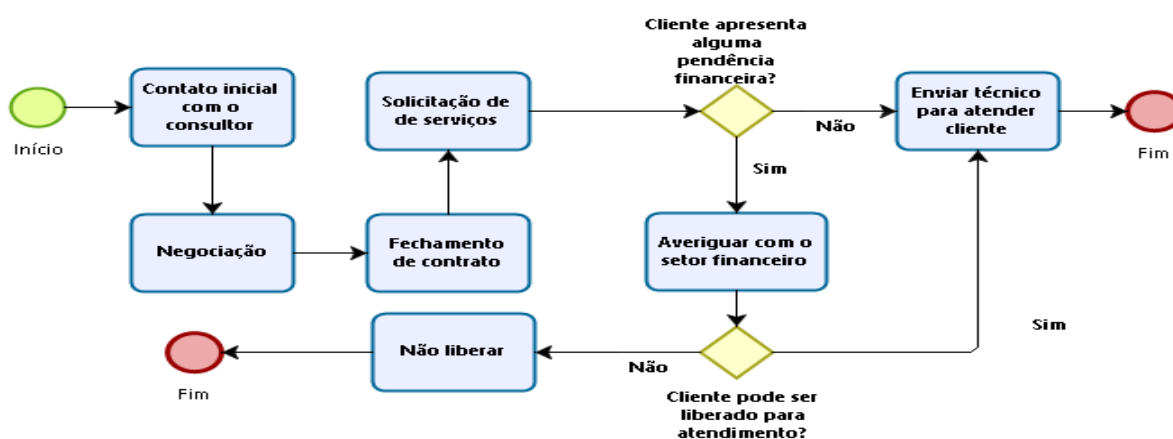 Cliente apresenta
alguma
pendência
financeira?
Contato inicial
com o
consultor
Solicitação de
de serviços
Enviar técnico
para atender
cliente
Início
Não
Fim
Sim
Negociação
Fechamento
de contrato
Averiguar com o
setor financeiro
Sim
Não liberar
Não
Fim
Cliente pode ser
liberado para
atendimento?